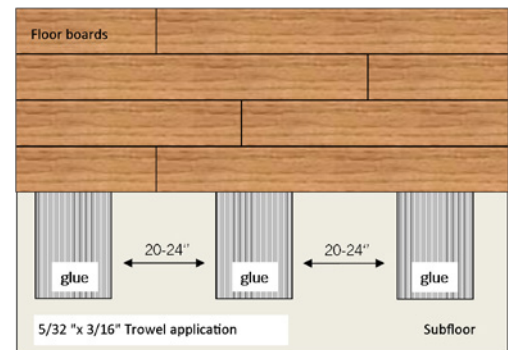 Floor boards
20-24'' 20-24''
glue glue glue
5/32 "x 3/16" Trowel application Subfloor